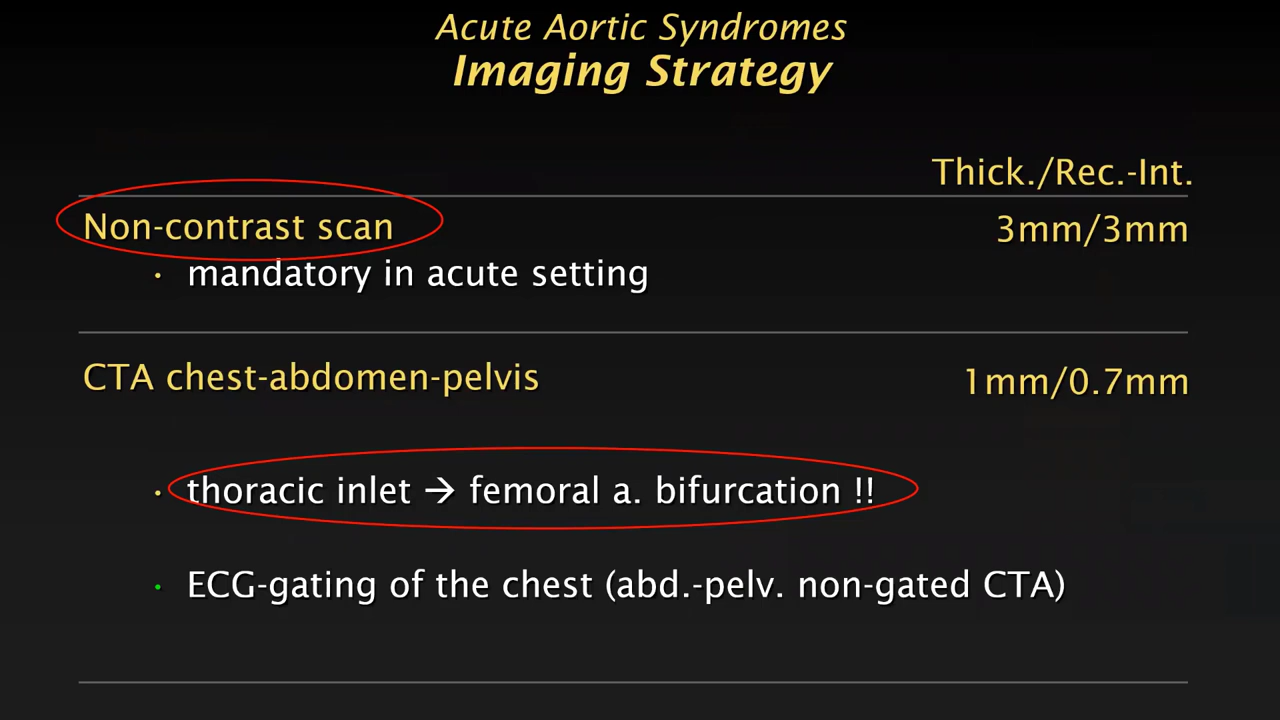 Acute Aortic Syndromes
Imaging Strategy
Thick./Rec.-Int.
Non-contrast scan 3mm/3mm
• mandatory in acute setting
CTA chest-abdomen-pelvis 1mm/0.7mm
• thoracic inlet → femoral a. bifurcation !!
• ECG-gating of the chest (abd.-pelv. non-gated CTA)